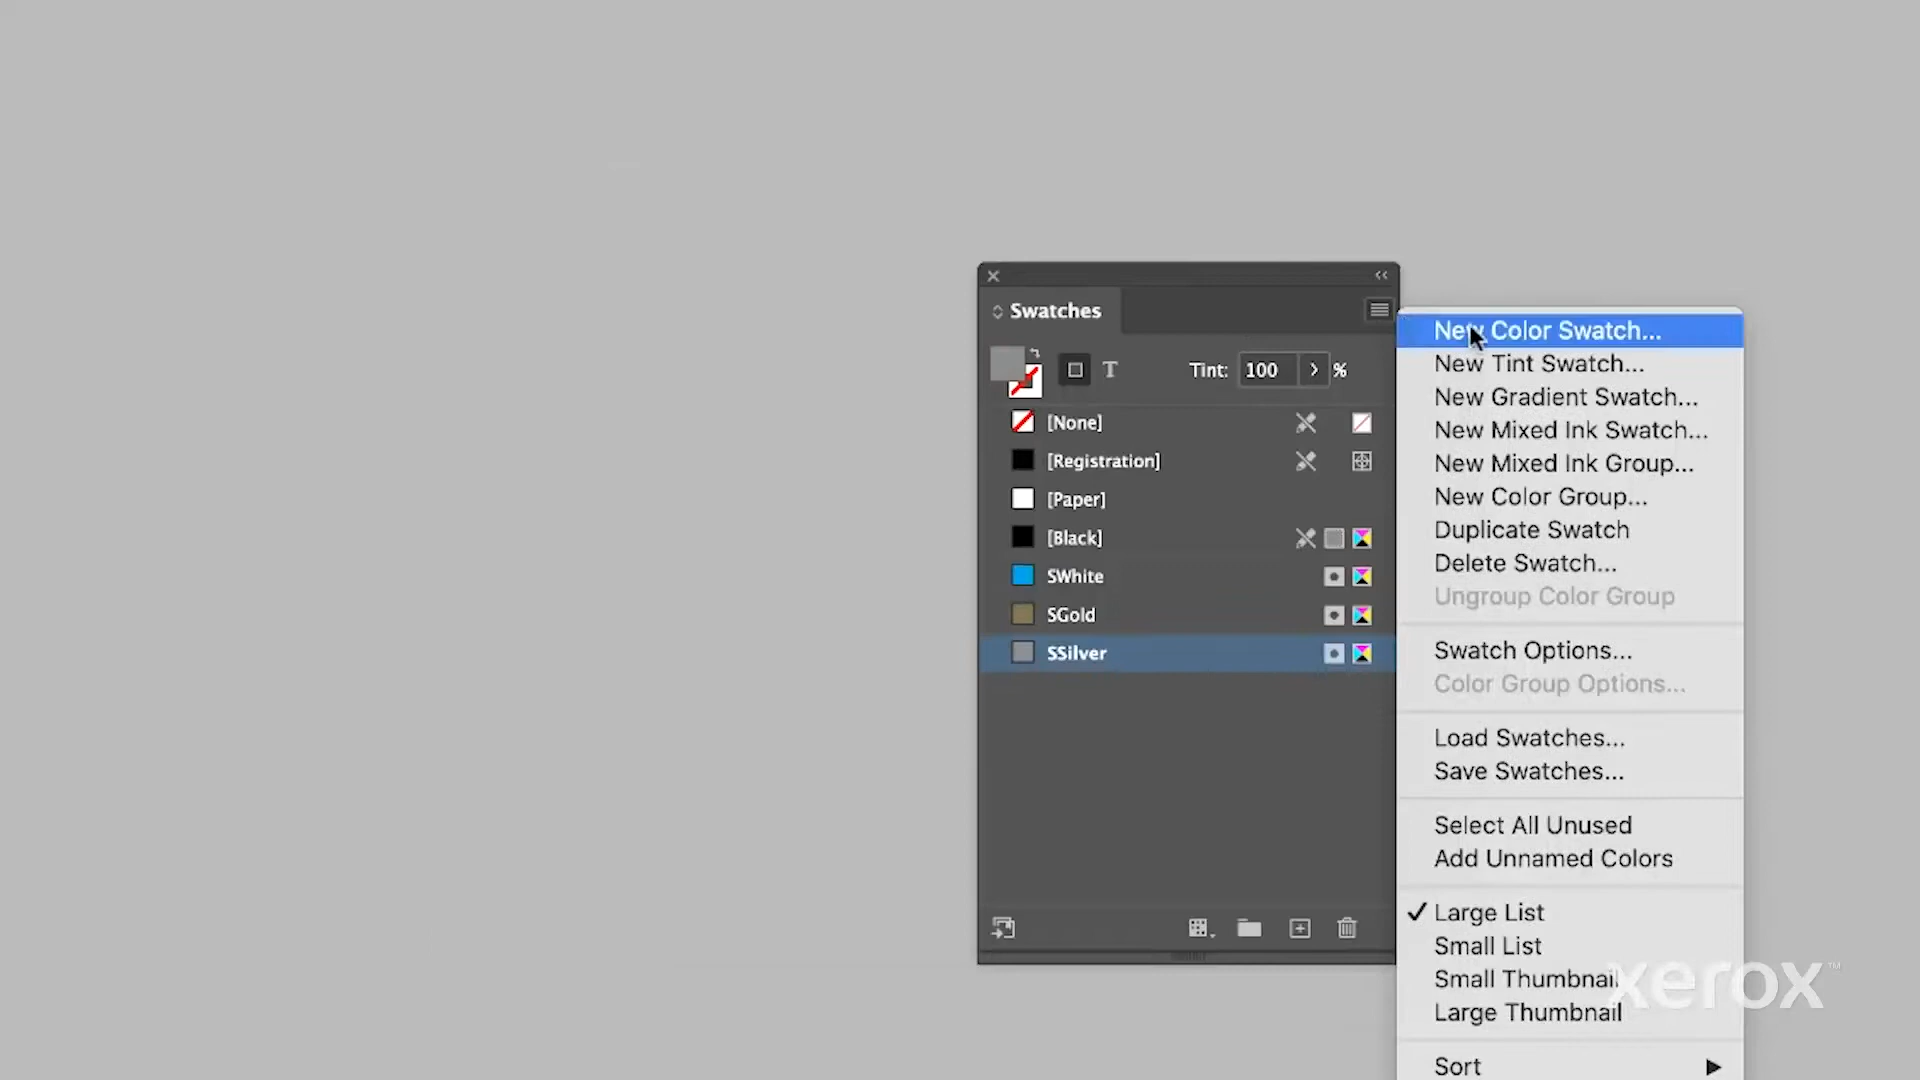 Swatches
T
Tint: 100 %
[None]
[Registration]
[Paper]
[Black]
SWhite
SGold
SSilver
New Color Swatch...
New Tint Swatch...
New Gradient Swatch...
New Mixed Ink Swatch...
New Mixed Ink Group...
New Color Group...
Duplicate Swatch
Delete Swatch...
Ungroup Color Group
Swatch Options...
Color Group Options...
Load Swatches...
Save Swatches...
Select All Unused
Add Unnamed Colors
✓ Large List
Small List
Small Thumbnail
Large Thumbnail
Sort
xerox™